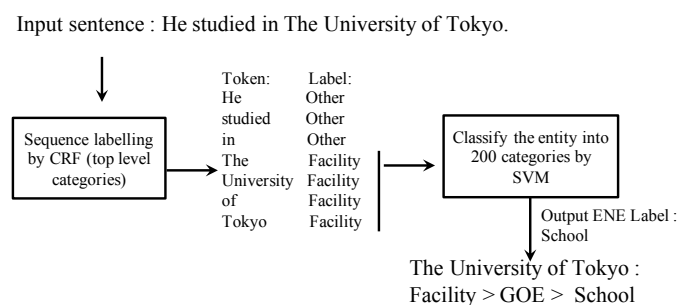 Input sentence : He studied in The University of Tokyo.
Sequence labelling
by CRF (top level
categories)
Token: Label:
He Other
studied Other
in Other
The Facility
University Facility
of Facility
Tokyo Facility
Classify the entity into
200 categories by
SVM
Output ENE Label :
School
The University of Tokyo :
Facility > GOE > School